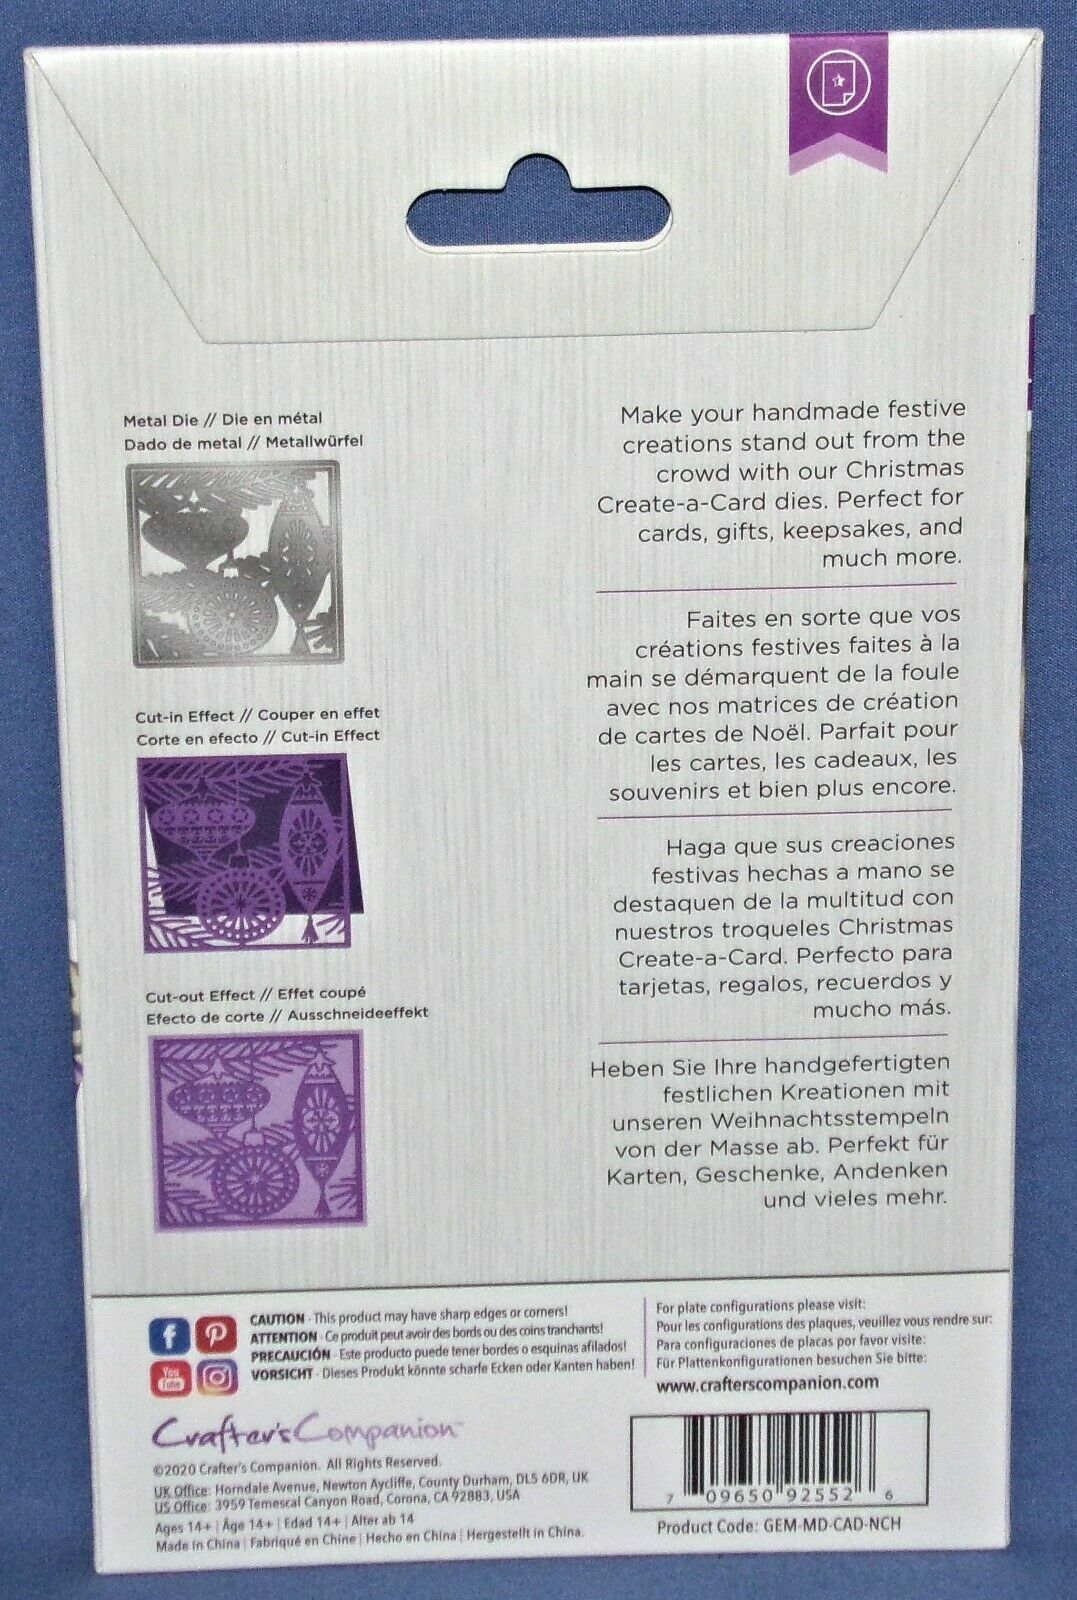 Metal Die // Die en métal
Dado de metal // Metallwürfel
Cut-in Effect // Couper en effet
Corte en efecto // Cut-in Effect
Cut-out Effect // Effet coupé
Efecto de corte // Ausschneideeffekt
Make your handmade festive
creations stand out from the
crowd with our Christmas
Create-a-Card dies. Perfect for
cards, gifts, keepsakes, and
much more.
Faites en sorte que vos
créations festives faites à la
main se démarquent de la foule
avec nos matrices de création
de cartes de Noël. Parfait pour
les cartes, les cadeaux, les
souvenirs et bien plus encore.
Haga que sus creaciones
festivas hechas a mano se
destaquen de la multitud con
nuestros troqueles Christmas
Create-a-Card. Perfecto para
tarjetas, regalos, recuerdos y
mucho más.
Heben Sie Ihre handgefertigten
festlichen Kreationen mit
unseren Weihnachtsstempeln
von der Masse ab. Perfekt für
Karten, Geschenke, Andenken
und vieles mehr.
CAUTION - This product may have sharp edges or corners!
ATTENTION - Ce produit peut avoir des bords ou des coins tranchants!
PRECAUCIÓN - Este producto puede tener bordes o esquinas afilados!
VORSICHT - Dieses Produkt könnte scharfe Ecken oder Kanten haben!
You Tube
Crafter's Companion™
©2020 Crafter's Companion. All Rights Reserved.
UK Office: Horndale Avenue, Newton Aycliffe, County Durham, DL5 6DR, UK
US Office: 3959 Temescal Canyon Road, Corona, CA 92883, USA
Ages 14+ | Âge 14+ | Edad 14+ | Alter ab 14
Made in China | Fabriqué en Chine | Hecho en China | Hergestellt in China.
For plate configurations please visit:
Pour les configurations des plaques, veuillez vous rendre sur:
Para configuraciones de placas por favor visite:
Für Plattenkonfigurationen besuchen Sie bitte:
www.crafterscompanion.com
7 09650 92552 6
Product Code: GEM-MD-CAD-NCH